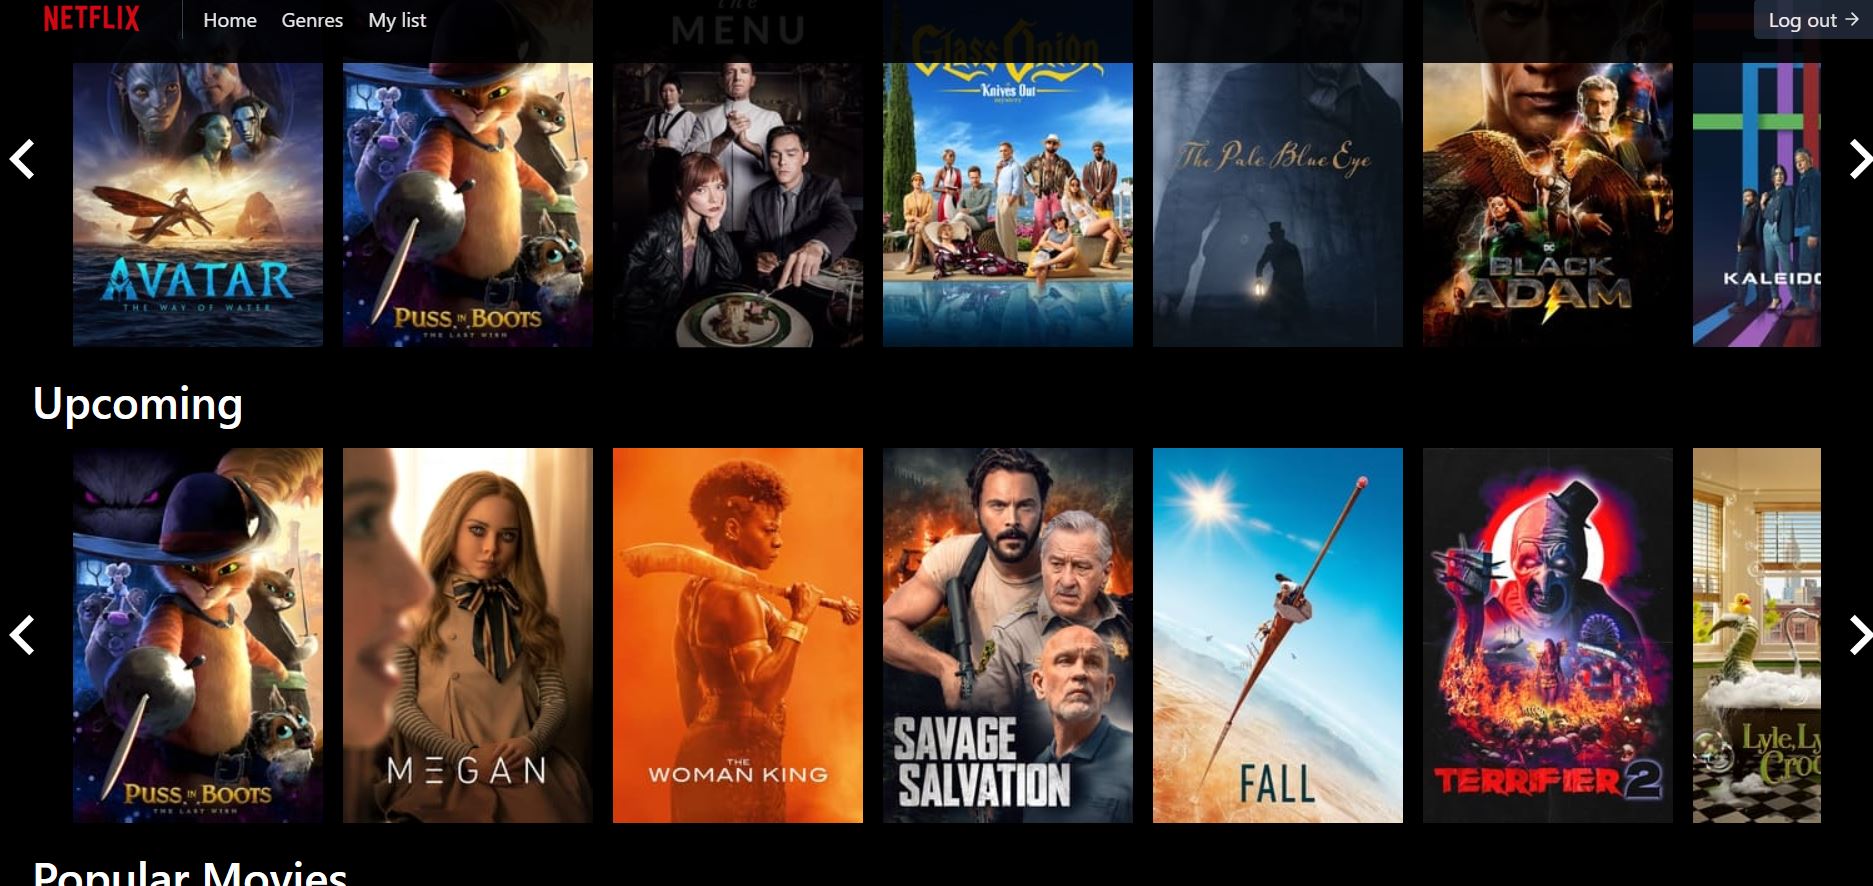 NETFLIX
Home
Genres
My list
Log out
the
MENU
Glass Onion
Knives Out
The Pale Blue Eye
AVATAR
THE WAY OF WATER
PUSS IN BOOTS
THE LAST WISH
DC
BLACK
ADAM
KALEIDO
Upcoming
PUSS IN BOOTS
THE LAST WISH
MƎGAN
THE
WOMAN KING
SAVAGE
SALVATION
FALL
TERRIFIER 2
Lyle, Ly
Croc
Popular Movies